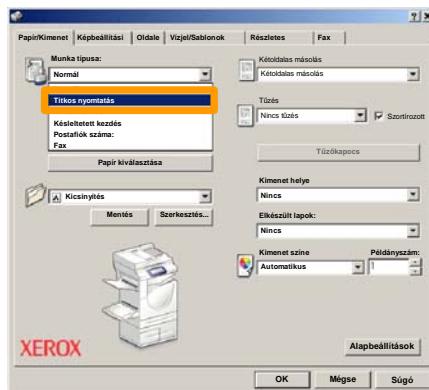 Papír/Kimenet Képbeállítási Oldale Vízjel/Sablonok Részletes Fax
Munka típusa:
Normál
Titkos nyomtatás
Késleltetett kezdés
Postafiók száma:
Fax
Papír kiválasztása
Kicsinyítés
Mentés Szerkesztés...
XEROX
Kétoldalas másolás
Kétoldalas másolás
Tűzés
Nincs tűzés Szortírozott
Tűzőkapocs
Kimenet helye
Nincs
Elkészült lapok:
Nincs
Kimenet színe Példányszám:
Automatikus 1
Alapbeállítások
OK Mégse Súgó